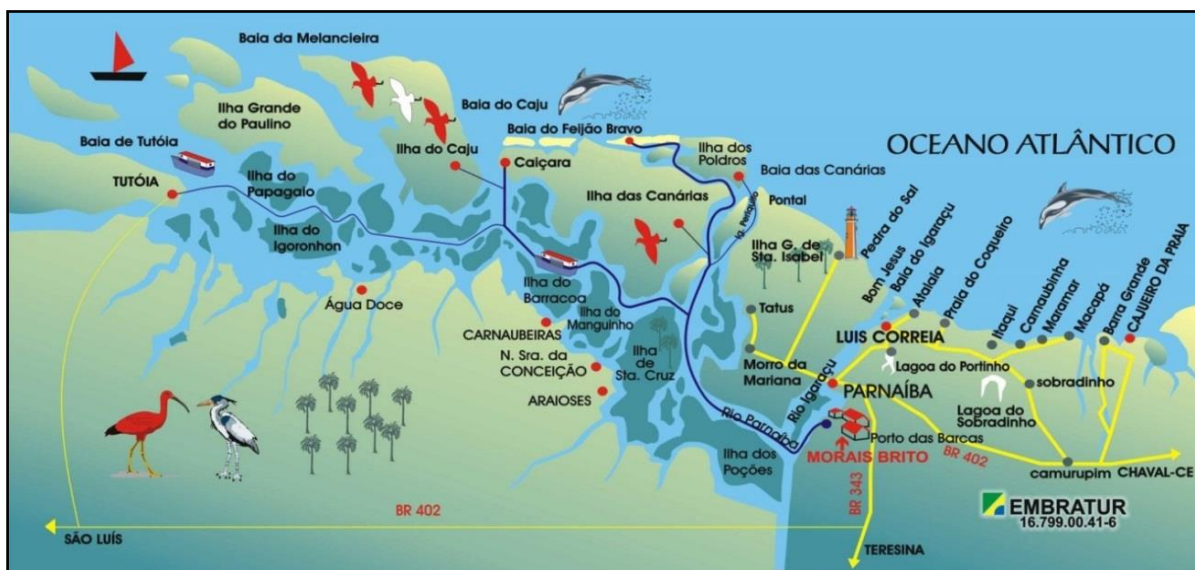 Baia da Melancieira
Ilha Grande
do Paulino
Baia do Caju
Baia do Feijão Bravo
OCEANO ATLÂNTICO
Baia de Tutóia
Ilha do Caju
Caiçara
Ilha dos
Poldros
Baia das Canárias
TUTÓIA
Ilha do
Papagaio
Ilha das Canárias
Pontal
Ig. Periquito
Pedra do Sal
Ilha do
Igoronhon
Ilha G. de
Sta. Isabel
Bom Jesus
Baia do Igaraçu
Atalaia
Praia do Coqueiro
Itaqui
Carnaubinha
Maramar
Macapá
Barra Grande
CAJUEIRO DA PRAIA
Água Doce
Ilha do
Barracoa
Ilha do
Manguinho
Tatus
CARNAUBEIRAS
N. Sra. da
CONCEIÇÃO
Ilha
de
Sta. Cruz
LUIS CORREIA
Morro da
Mariana
Lagoa do Portinho
sobradinho
ARAIOSES
Rio Igaraçu
PARNAÍBA
Lagoa do
Sobradinho
Rio Parnaíba
Porto das Barcas
MORAIS BRITO
Ilha dos
Poções
BR 402
camurupim
CHAVAL-CE
BR 343
EMBRATUR
16.799.00.41-6
BR 402
SÃO LUÍS
TERESINA